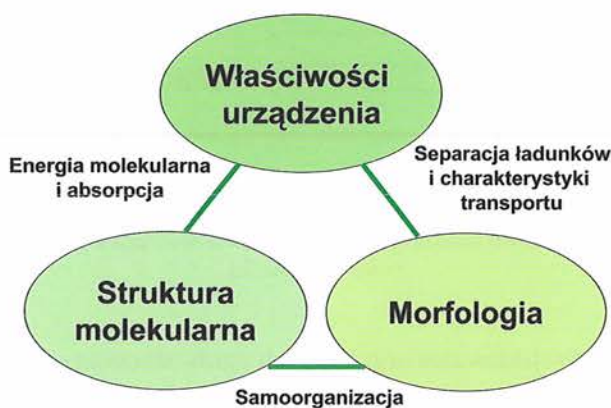 Właściwości
urządzenia
Energia molekularna
i absorpcja
Separacja ładunków
i charakterystyki
transportu
Struktura
molekularna
Morfologia
Samoorganizacja